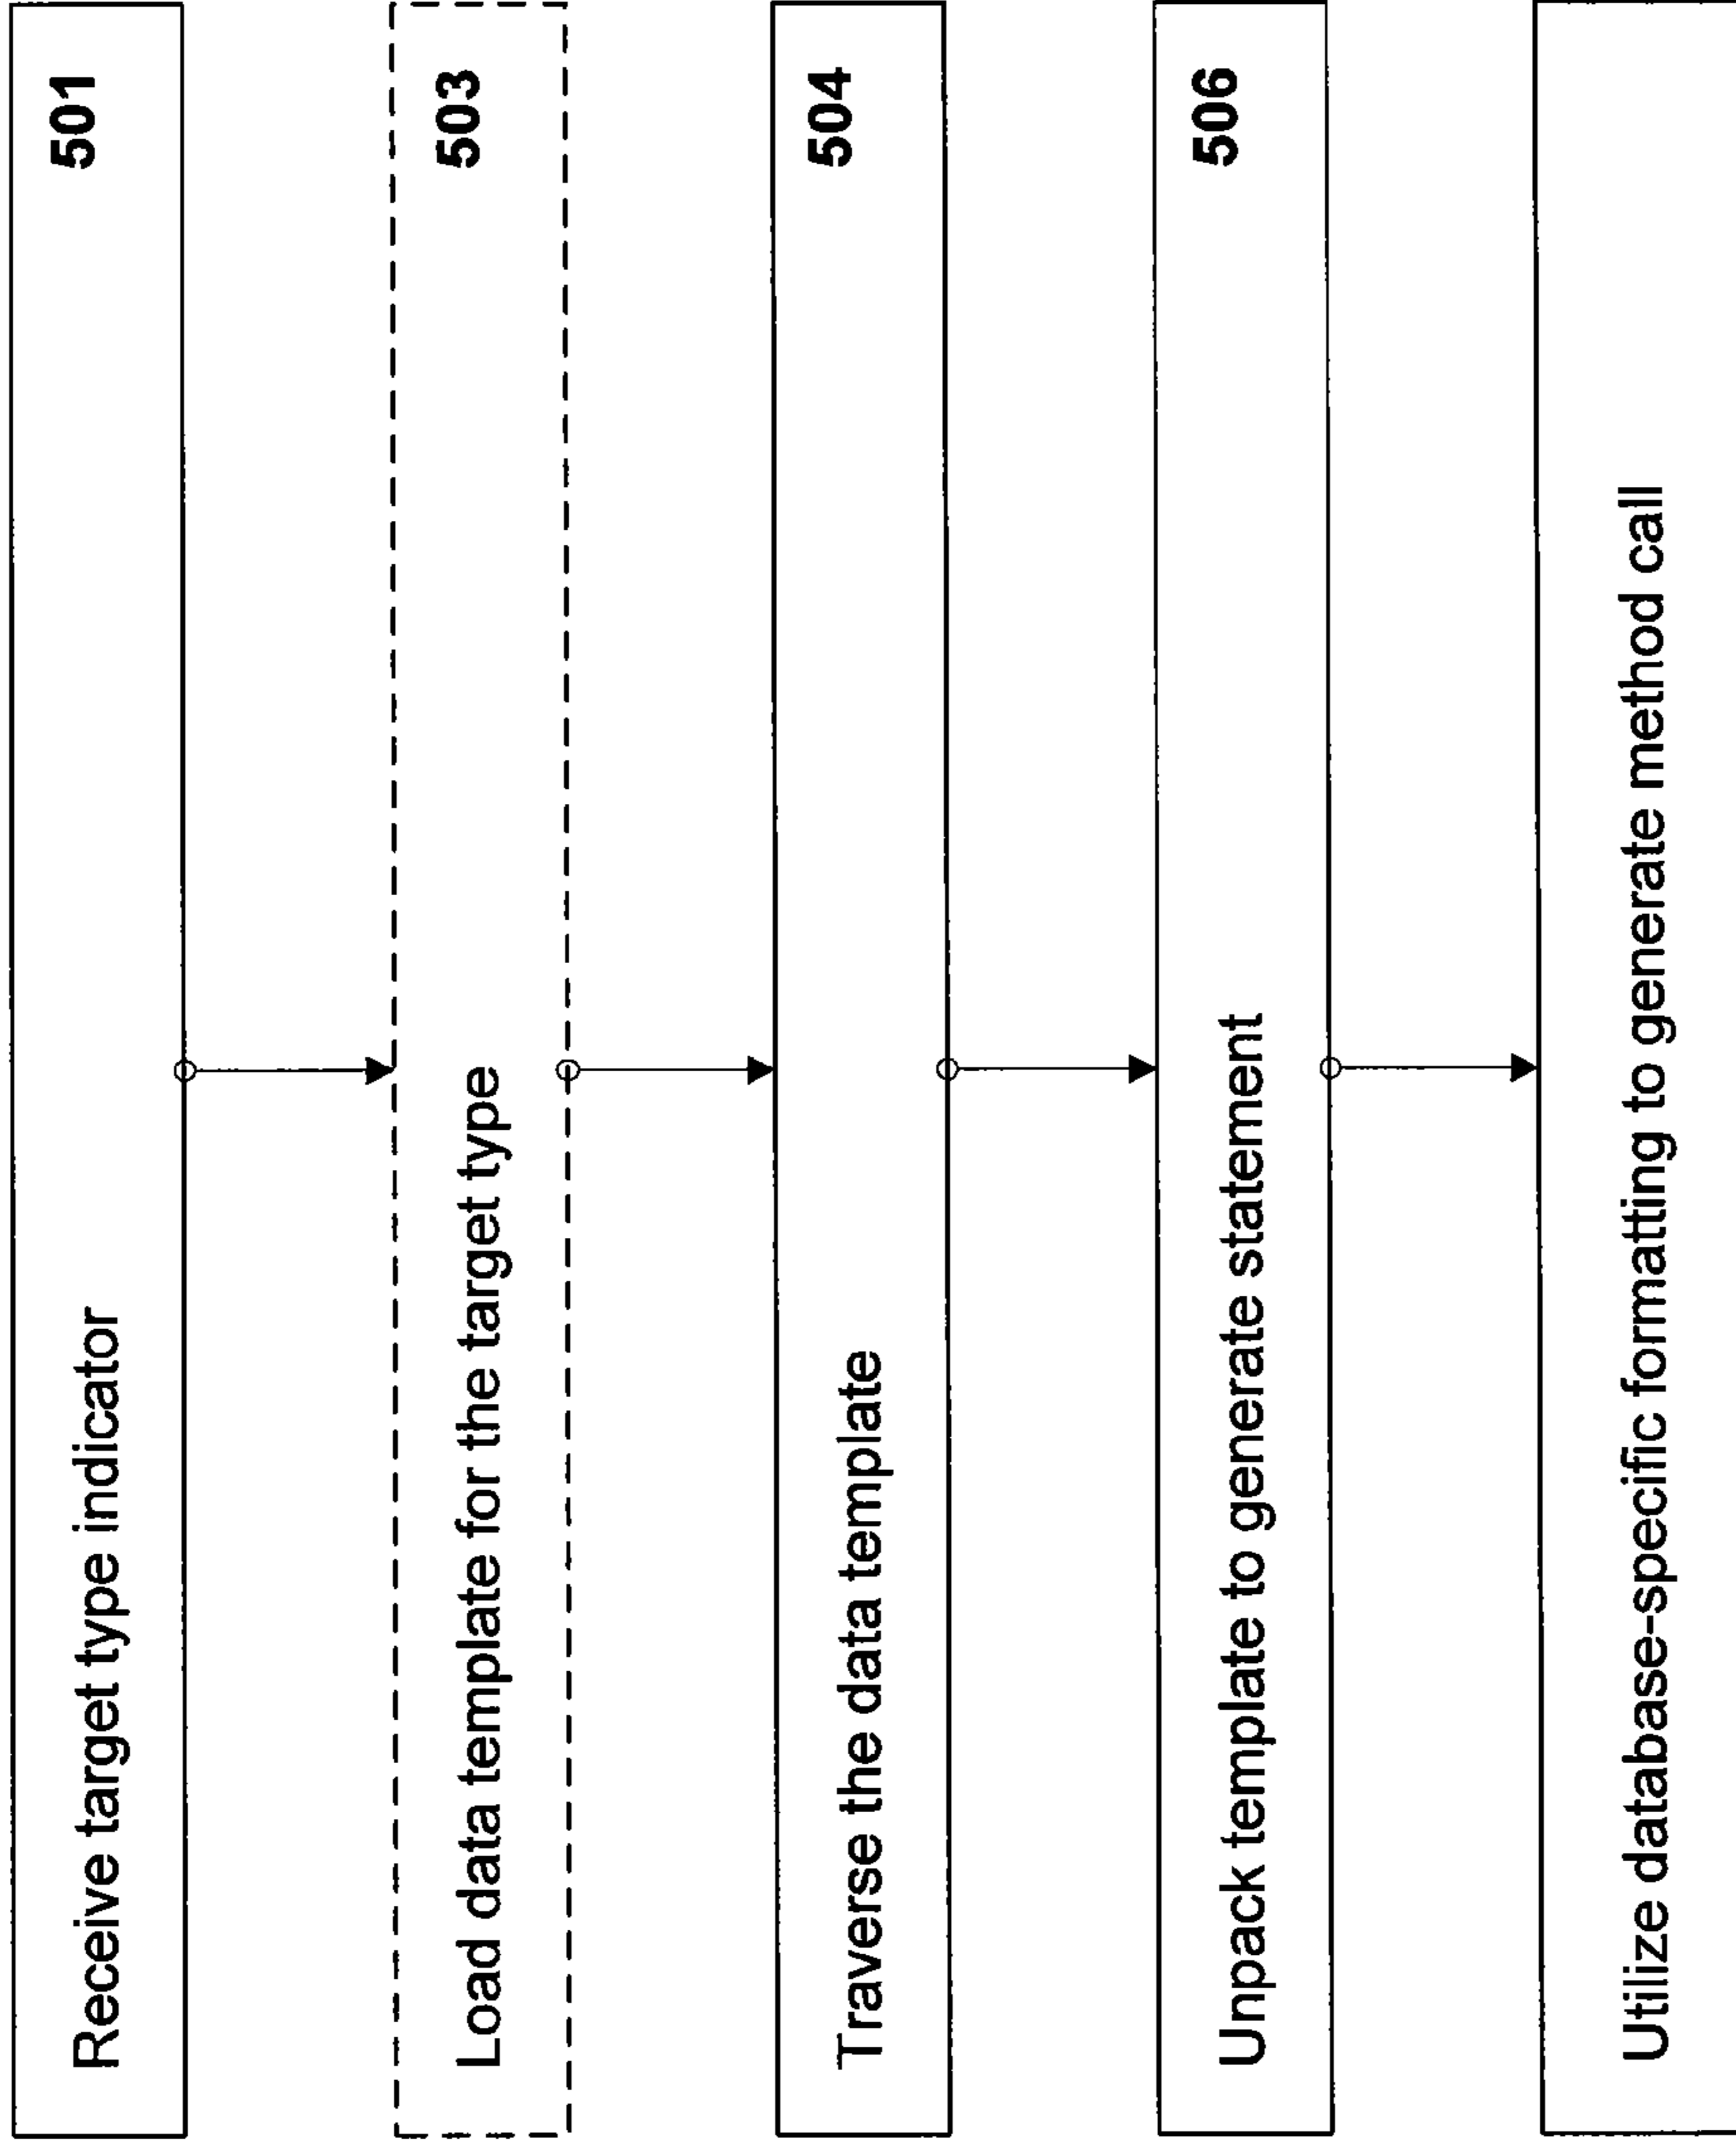 501
Receive target type indicator
503
Load data template for the target type
504
Traverse the data template
506
Unpack template to generate statement
Utilize database-specific formatting to generate method call